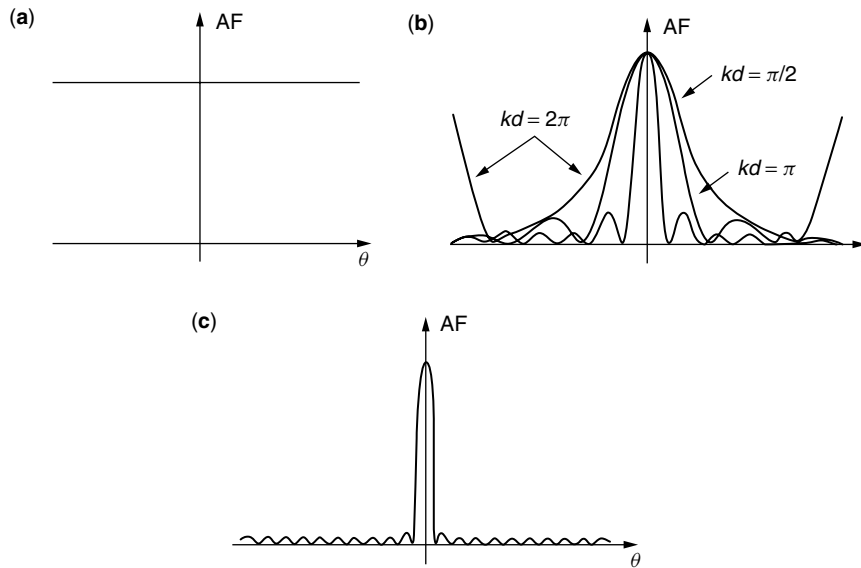 (a)
AF
θ
(b)
AF
kd = π/2
kd = 2π
kd = π
(c)
AF
θ